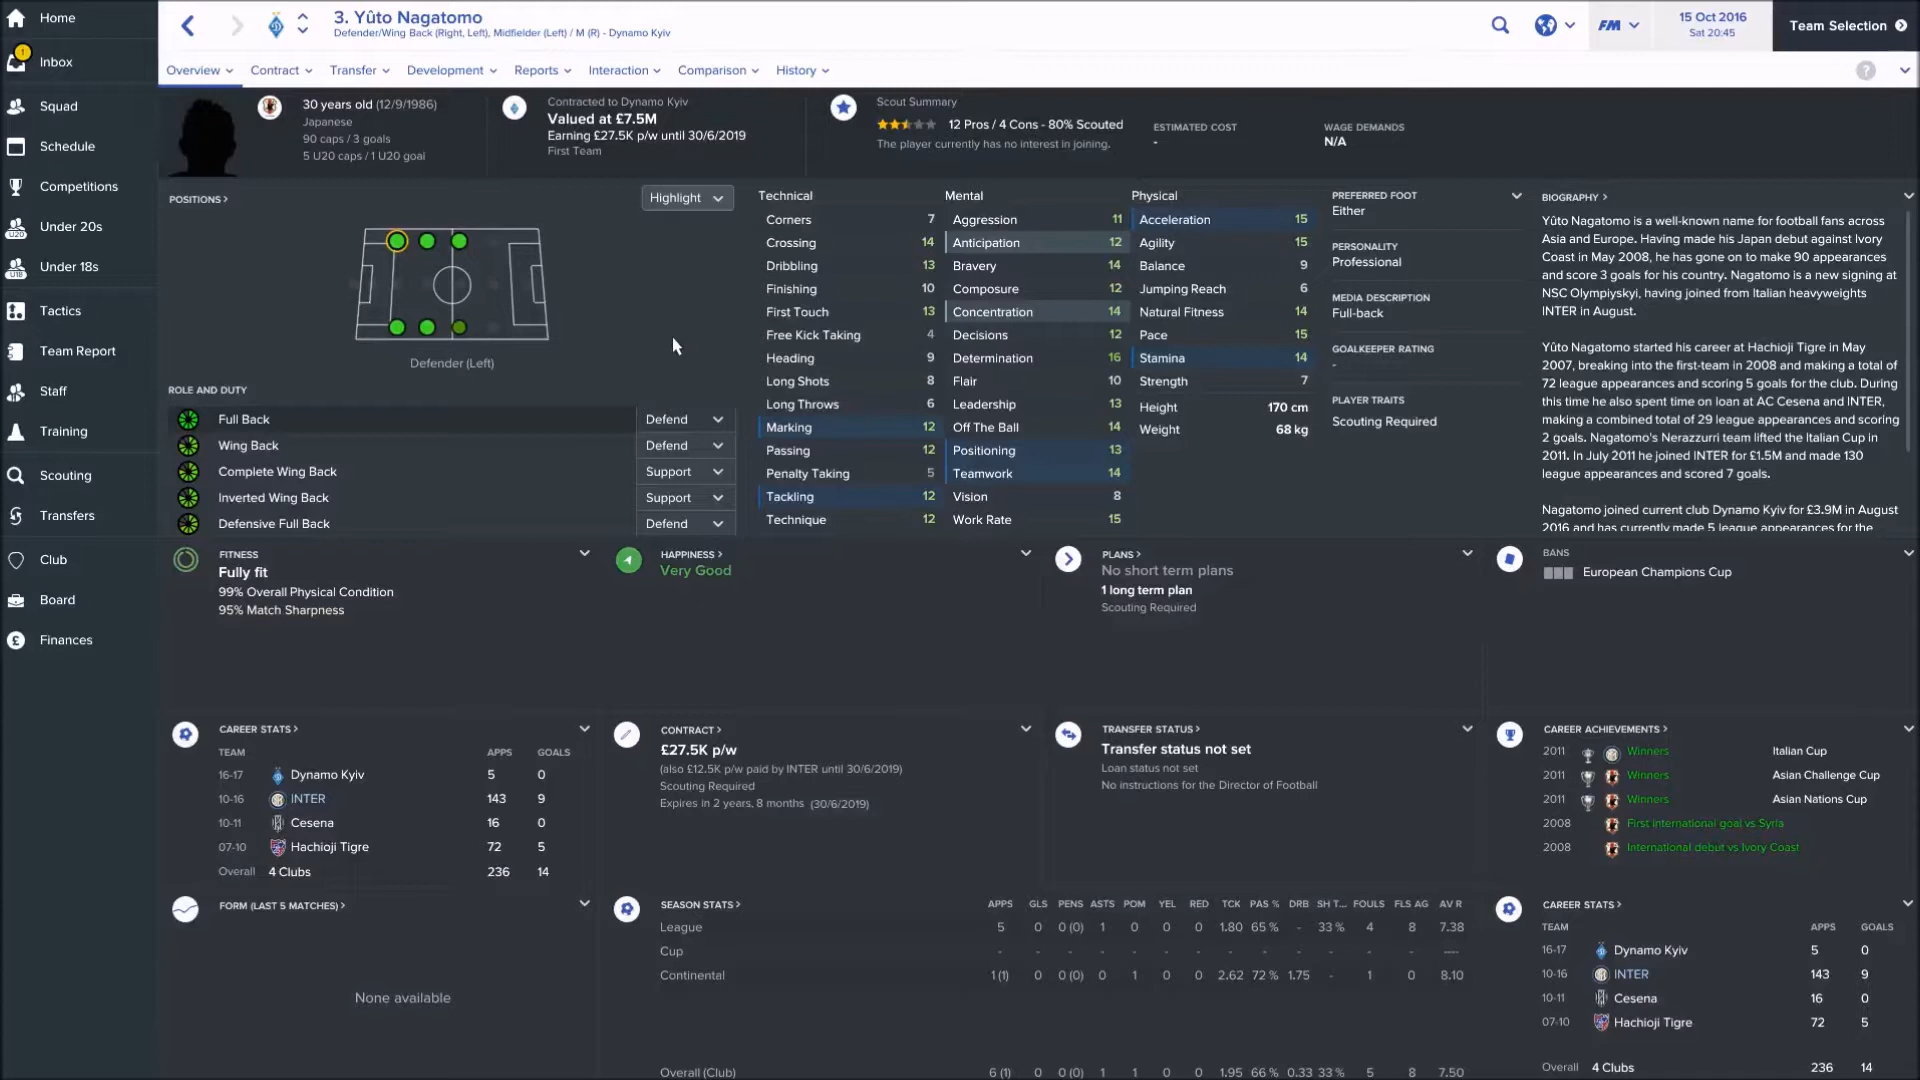 Home
Inbox
1
Squad
Schedule
Competitions
Under 20s
U20
Under 18s
U18
Tactics
Team Report
Staff
Training
Scouting
Transfers
Club
Board
Finances
3. Yûto Nagatomo
Defender/Wing Back (Right, Left), Midfielder (Left) / M (R) - Dynamo Kyiv
FM
15 Oct 2016
Sat 20:45
Team Selection
Overview
Contract
Transfer
Development
Reports
Interaction
Comparison
History
?
30 years old (12/9/1986)
Japanese
90 caps / 3 goals
5 U20 caps / 1 U20 goal
Contracted to Dynamo Kyiv
Valued at £7.5M
Earning £27.5K p/w until 30/6/2019
First Team
Scout Summary
12 Pros / 4 Cons - 80% Scouted
The player currently has no interest in joining.
ESTIMATED COST
-
WAGE DEMANDS
N/A
POSITIONS >
Highlight
Defender (Left)
ROLE AND DUTY
Full Back Defend
Wing Back Defend
Complete Wing Back Support
Inverted Wing Back Support
Defensive Full Back Defend
Technical
Corners 7
Crossing 14
Dribbling 13
Finishing 10
First Touch 13
Free Kick Taking 4
Heading 9
Long Shots 8
Long Throws 6
Marking 12
Passing 12
Penalty Taking 5
Tackling 12
Technique 12
Mental
Aggression 11
Anticipation 12
Bravery 14
Composure 12
Concentration 14
Decisions 12
Determination 16
Flair 10
Leadership 13
Off The Ball 14
Positioning 13
Teamwork 14
Vision 8
Work Rate 15
Physical
Acceleration 15
Agility 15
Balance 9
Jumping Reach 6
Natural Fitness 14
Pace 15
Stamina 14
Strength 7
Height 170 cm
Weight 68 kg
PREFERRED FOOT
Either
PERSONALITY
Professional
MEDIA DESCRIPTION
Full-back
GOALKEEPER RATING
-
PLAYER TRAITS
Scouting Required
BIOGRAPHY >
Yûto Nagatomo is a well-known name for football fans across
Asia and Europe. Having made his Japan debut against Ivory
Coast in May 2008, he has gone on to make 90 appearances
and score 3 goals for his country. Nagatomo is a new signing at
NSC Olympiyskyi, having joined from Italian heavyweights
INTER in August.
Yûto Nagatomo started his career at Hachioji Tigre in May
2007, breaking into the first-team in 2008 and making a total of
72 league appearances and scoring 5 goals for the club. During
this time he also spent time on loan at AC Cesena and INTER,
making a combined total of 29 league appearances and scoring
2 goals. Nagatomo's Nerazzurri team lifted the Italian Cup in
2011. In July 2011 he joined INTER for £1.5M and made 130
league appearances and scored 7 goals.
Nagatomo joined current club Dynamo Kyiv for £3.9M in August
2016 and has currently made 5 league appearances for the
FITNESS
Fully fit
99% Overall Physical Condition
95% Match Sharpness
HAPPINESS >
Very Good
PLANS >
No short term plans
1 long term plan
Scouting Required
BANS
European Champions Cup
CAREER STATS >
TEAM APPS GOALS
16-17 Dynamo Kyiv 5 0
10-16 INTER 143 9
10-11 Cesena 16 0
07-10 Hachioji Tigre 72 5
Overall 4 Clubs 236 14
CONTRACT >
£27.5K p/w
(also £12.5K p/w paid by INTER until 30/6/2019)
Scouting Required
Expires in 2 years, 8 months (30/6/2019)
TRANSFER STATUS >
Transfer status not set
Loan status not set
No instructions for the Director of Football
CAREER ACHIEVEMENTS >
2011 Winners Italian Cup
2011 Winners Asian Challenge Cup
2011 Winners Asian Nations Cup
2008 First international goal vs Syria
2008 International debut vs Ivory Coast
FORM (LAST 5 MATCHES) >
None available
SEASON STATS > APPS GLS PENS ASTS POM YEL RED TCK PAS % DRB SH T... FOULS FLS AG AV R
League 5 0 0 (0) 1 0 0 0 1.80 65 % - 33 % 4 8 7.38
Cup - - - - - - - - - - - - - ----
Continental 1 (1) 0 0 (0) 0 1 0 0 2.62 72 % 1.75 - 1 0 8.10
Overall (Club) 6 (1) 0 0 (0) 1 1 0 0 1.95 66 % 0.33 33 % 5 8 7.50
CAREER STATS >
TEAM APPS GOALS
16-17 Dynamo Kyiv 5 0
10-16 INTER 143 9
10-11 Cesena 16 0
07-10 Hachioji Tigre 72 5
Overall 4 Clubs 236 14